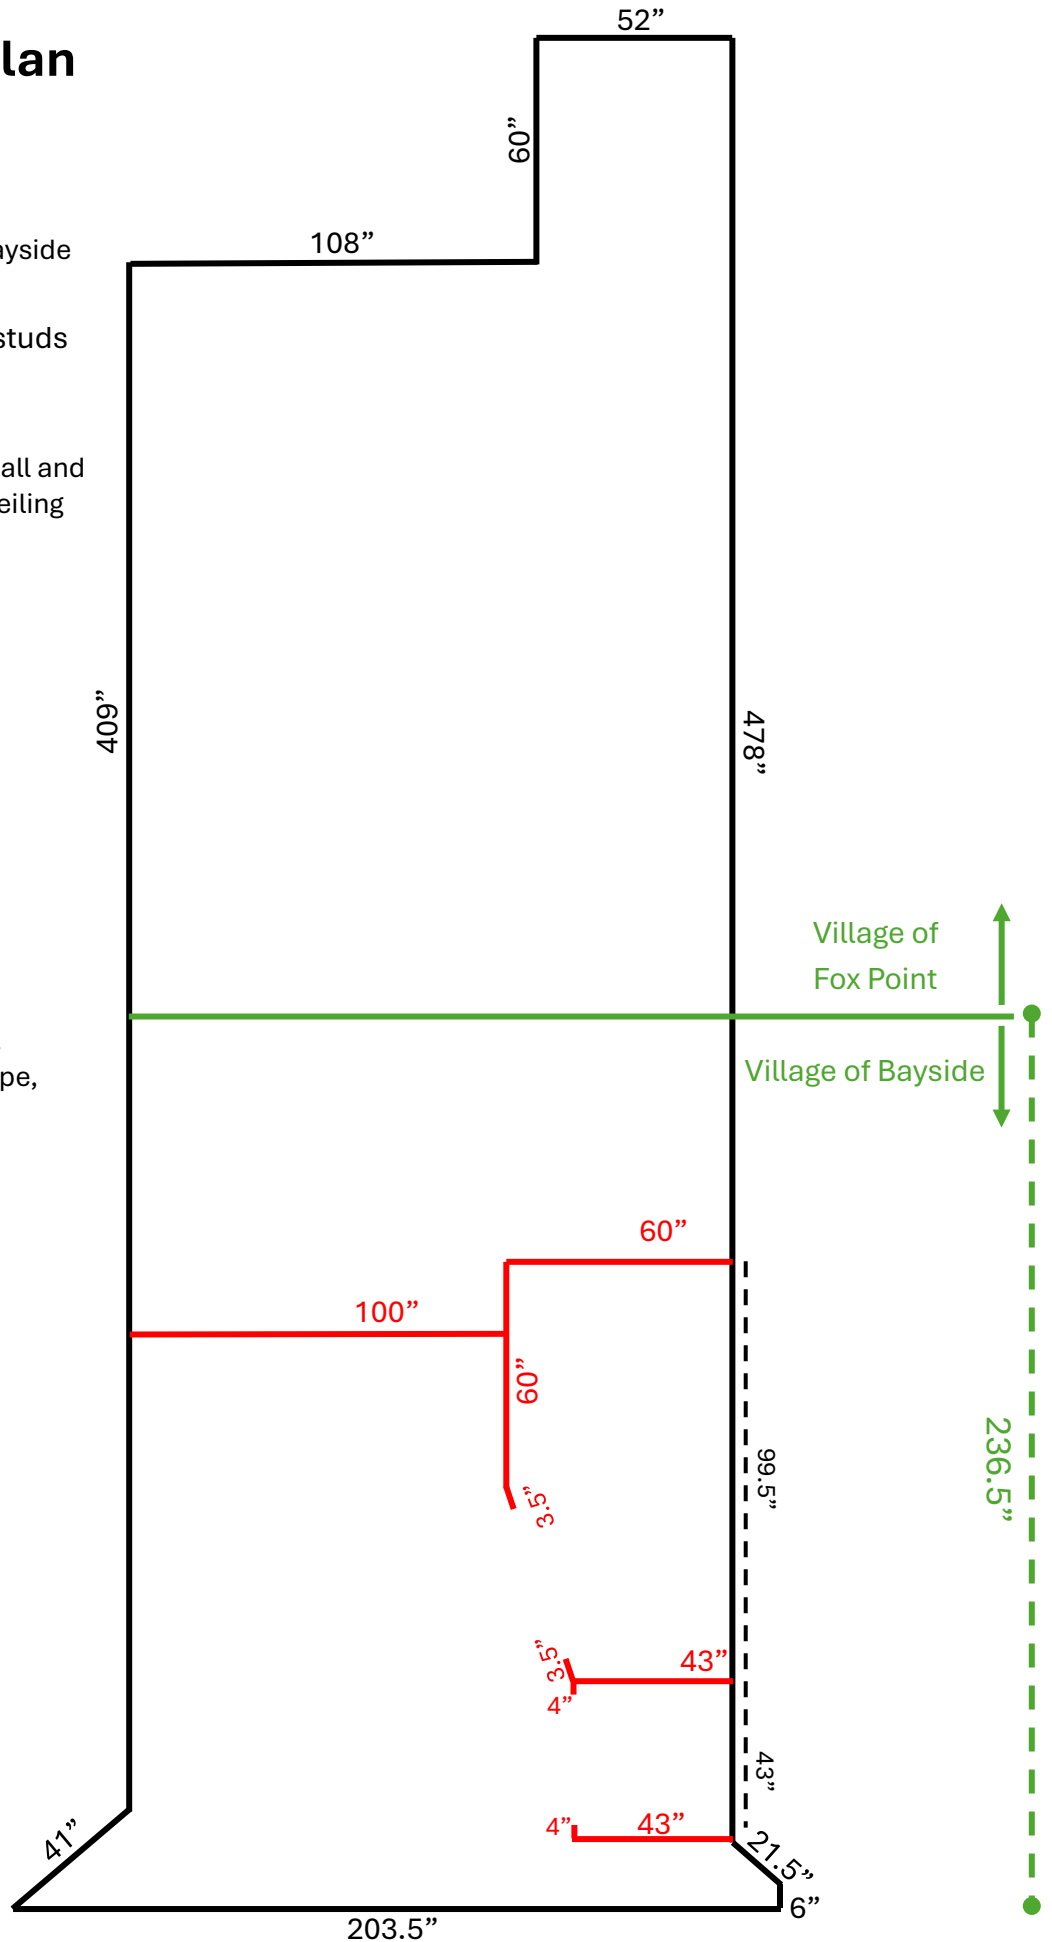 lan
52”
60”
108”
ayside
studs
all and
eiling
409”
478”
Village of
Fox Point
Village of Bayside
pe,
60”
100”
60”
3.5”
99.5”
236.5”
3.5”
43”
4”
43”
4”
43”
41”
21.5”
6”
203.5”